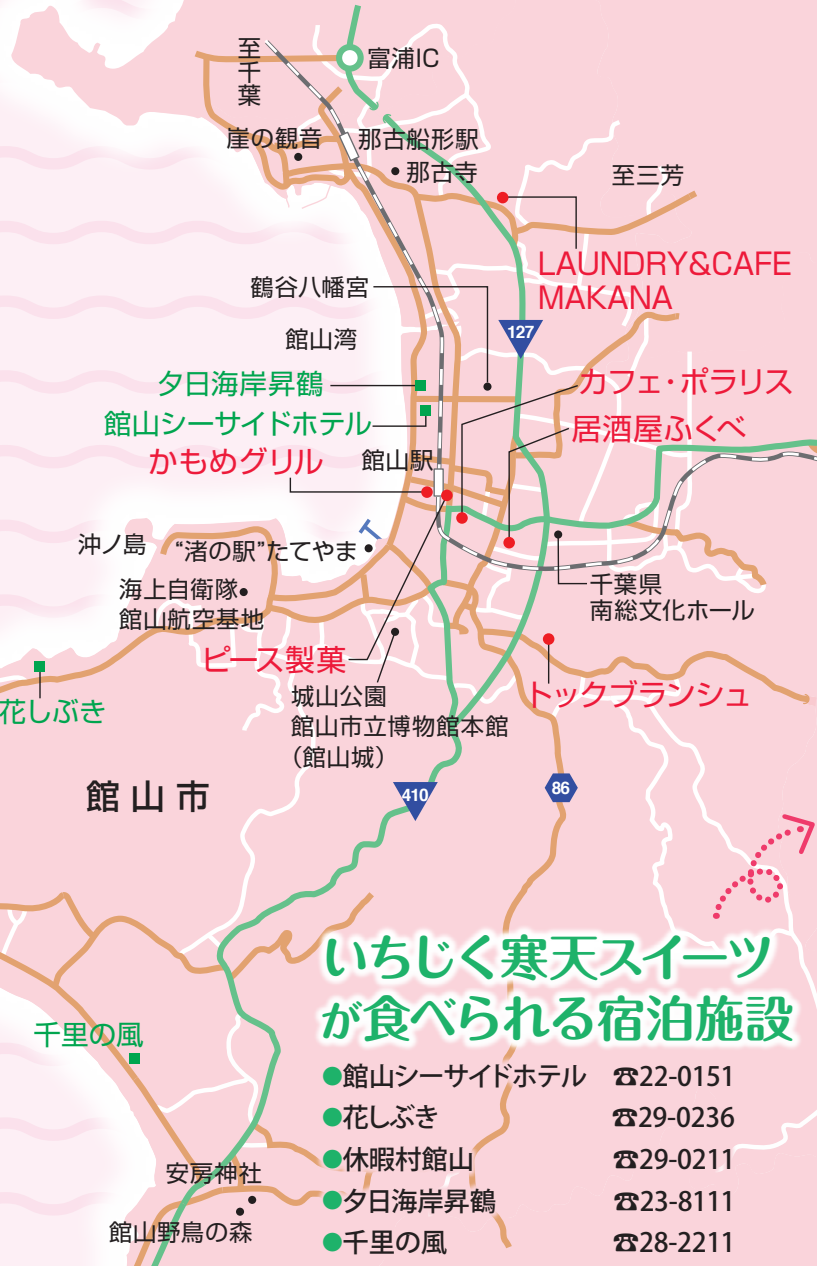 至千葉
富浦IC
崖の観音
那古船形駅
那古寺
至三芳
LAUNDRY&CAFE
MAKANA
鶴谷八幡宮
127
館山湾
夕日海岸昇鶴
カフェ・ポラリス
館山シーサイドホテル
居酒屋ふくべ
かもめグリル
館山駅
沖ノ島
“渚の駅”たてやま
海上自衛隊
館山航空基地
千葉県
南総文化ホール
ピース製菓
花しぶき
城山公園
館山市立博物館本館
（館山城）
トックブランシュ
館山市
410
86
いちじく寒天スイーツ
が食べられる宿泊施設
千里の風
●館山シーサイドホテル ☎22-0151
●花しぶき ☎29-0236
●休暇村館山 ☎29-0211
●夕日海岸昇鶴 ☎23-8111
●千里の風 ☎28-2211
安房神社
館山野鳥の森